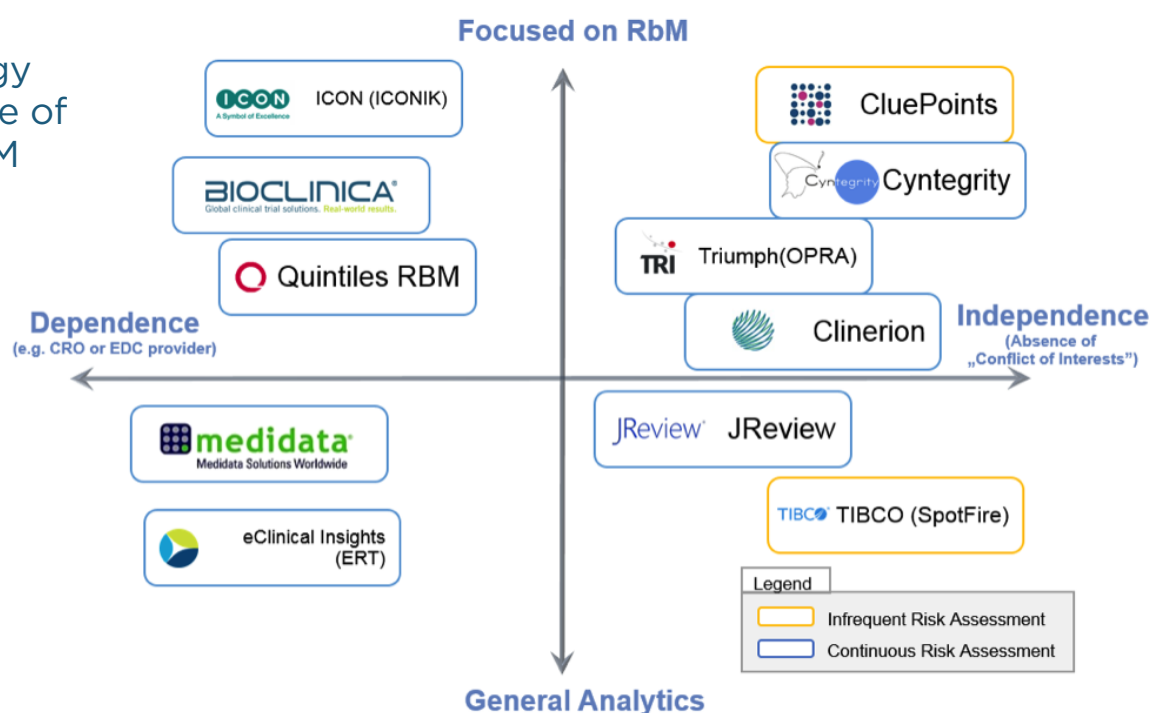 Focused on RbM
gy
e of
M
ICON
A Symbol of Excellence
ICON (ICONIK)
CluePoints
BIOCLINICA®
Global clinical trial solutions. Real-world results.
Cyntegrity
Cyntegrity
Quintiles RBM
TRI
Triumph(OPRA)
Dependence
(e.g. CRO or EDC provider)
Clinerion
Independence
(Absence of
„Conflict of Interests”)
medidata
Medidata Solutions Worldwide
JReview
JReview
eClinical Insights
(ERT)
TIBCO
TIBCO (SpotFire)
Legend
Infrequent Risk Assessment
Continuous Risk Assessment
General Analytics